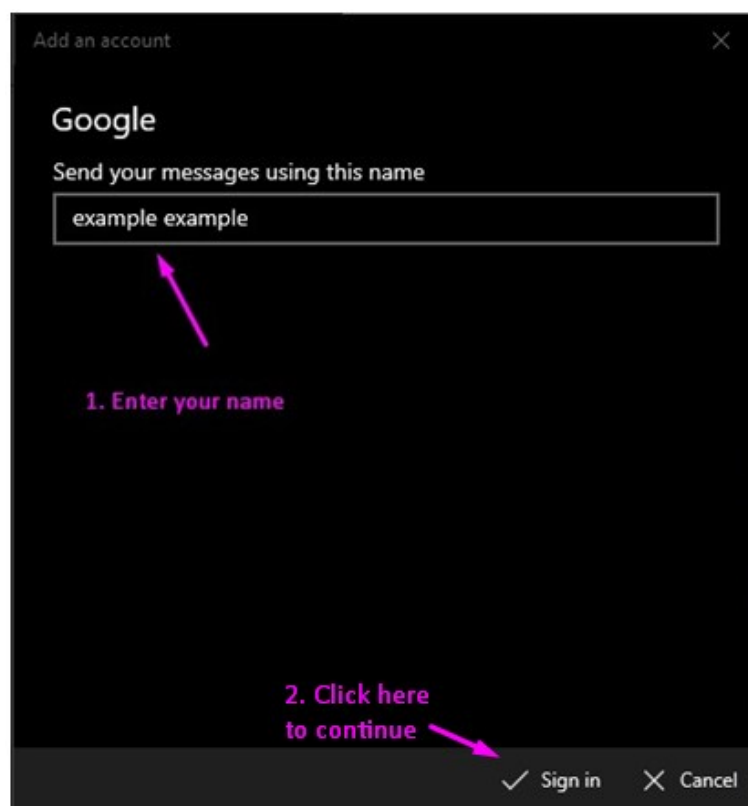 Add an account
Google
Send your messages using this name
example example
1. Enter your name
2. Click here
to continue
Sign in Cancel